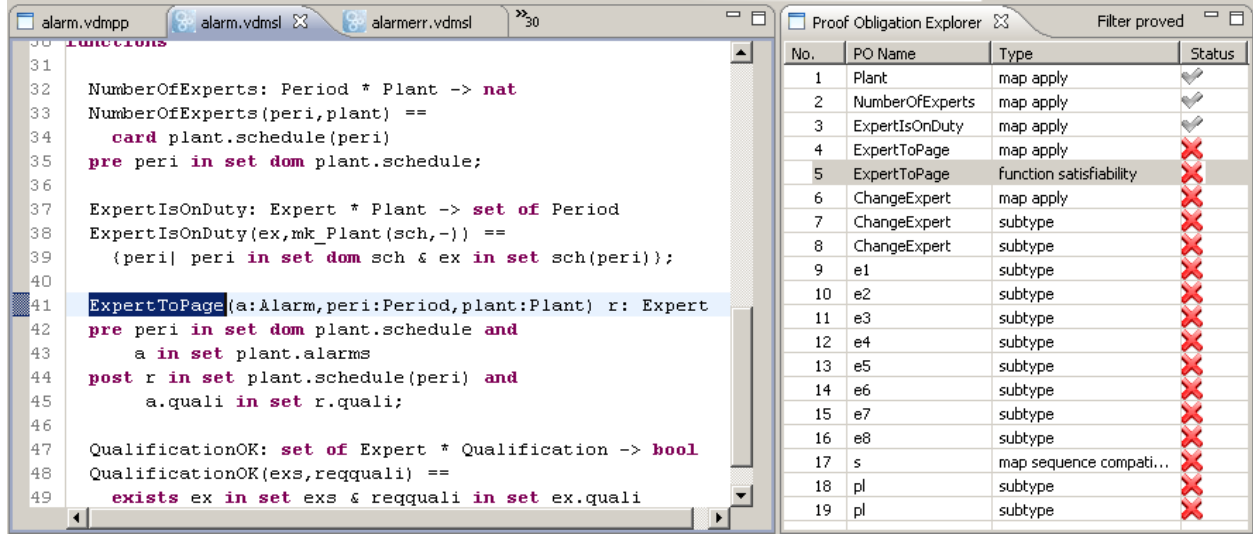 alarm.vdmpp alarm.vdmsl alarmerr.vdmsl »30
30 functions
31
32 NumberOfExperts: Period * Plant -> nat
33 NumberOfExperts(peri,plant) ==
34 card plant.schedule(peri)
35 pre peri in set dom plant.schedule;
36
37 ExpertIsOnDuty: Expert * Plant -> set of Period
38 ExpertIsOnDuty(ex,mk_Plant(sch,-)) ==
39 {peri| peri in set dom sch & ex in set sch(peri)};
40
41 ExpertToPage(a:Alarm,peri:Period,plant:Plant) r: Expert
42 pre peri in set dom plant.schedule and
43 a in set plant.alarms
44 post r in set plant.schedule(peri) and
45 a.quali in set r.quali;
46
47 QualificationOK: set of Expert * Qualification -> bool
48 QualificationOK(exs,reqquali) ==
49 exists ex in set exs & reqquali in set ex.quali
Proof Obligation Explorer Filter proved
No. PO Name Type Status
1 Plant map apply
2 NumberOfExperts map apply
3 ExpertIsOnDuty map apply
4 ExpertToPage map apply
5 ExpertToPage function satisfiability
6 ChangeExpert map apply
7 ChangeExpert subtype
8 ChangeExpert subtype
9 e1 subtype
10 e2 subtype
11 e3 subtype
12 e4 subtype
13 e5 subtype
14 e6 subtype
15 e7 subtype
16 e8 subtype
17 s map sequence compati...
18 pl subtype
19 pl subtype